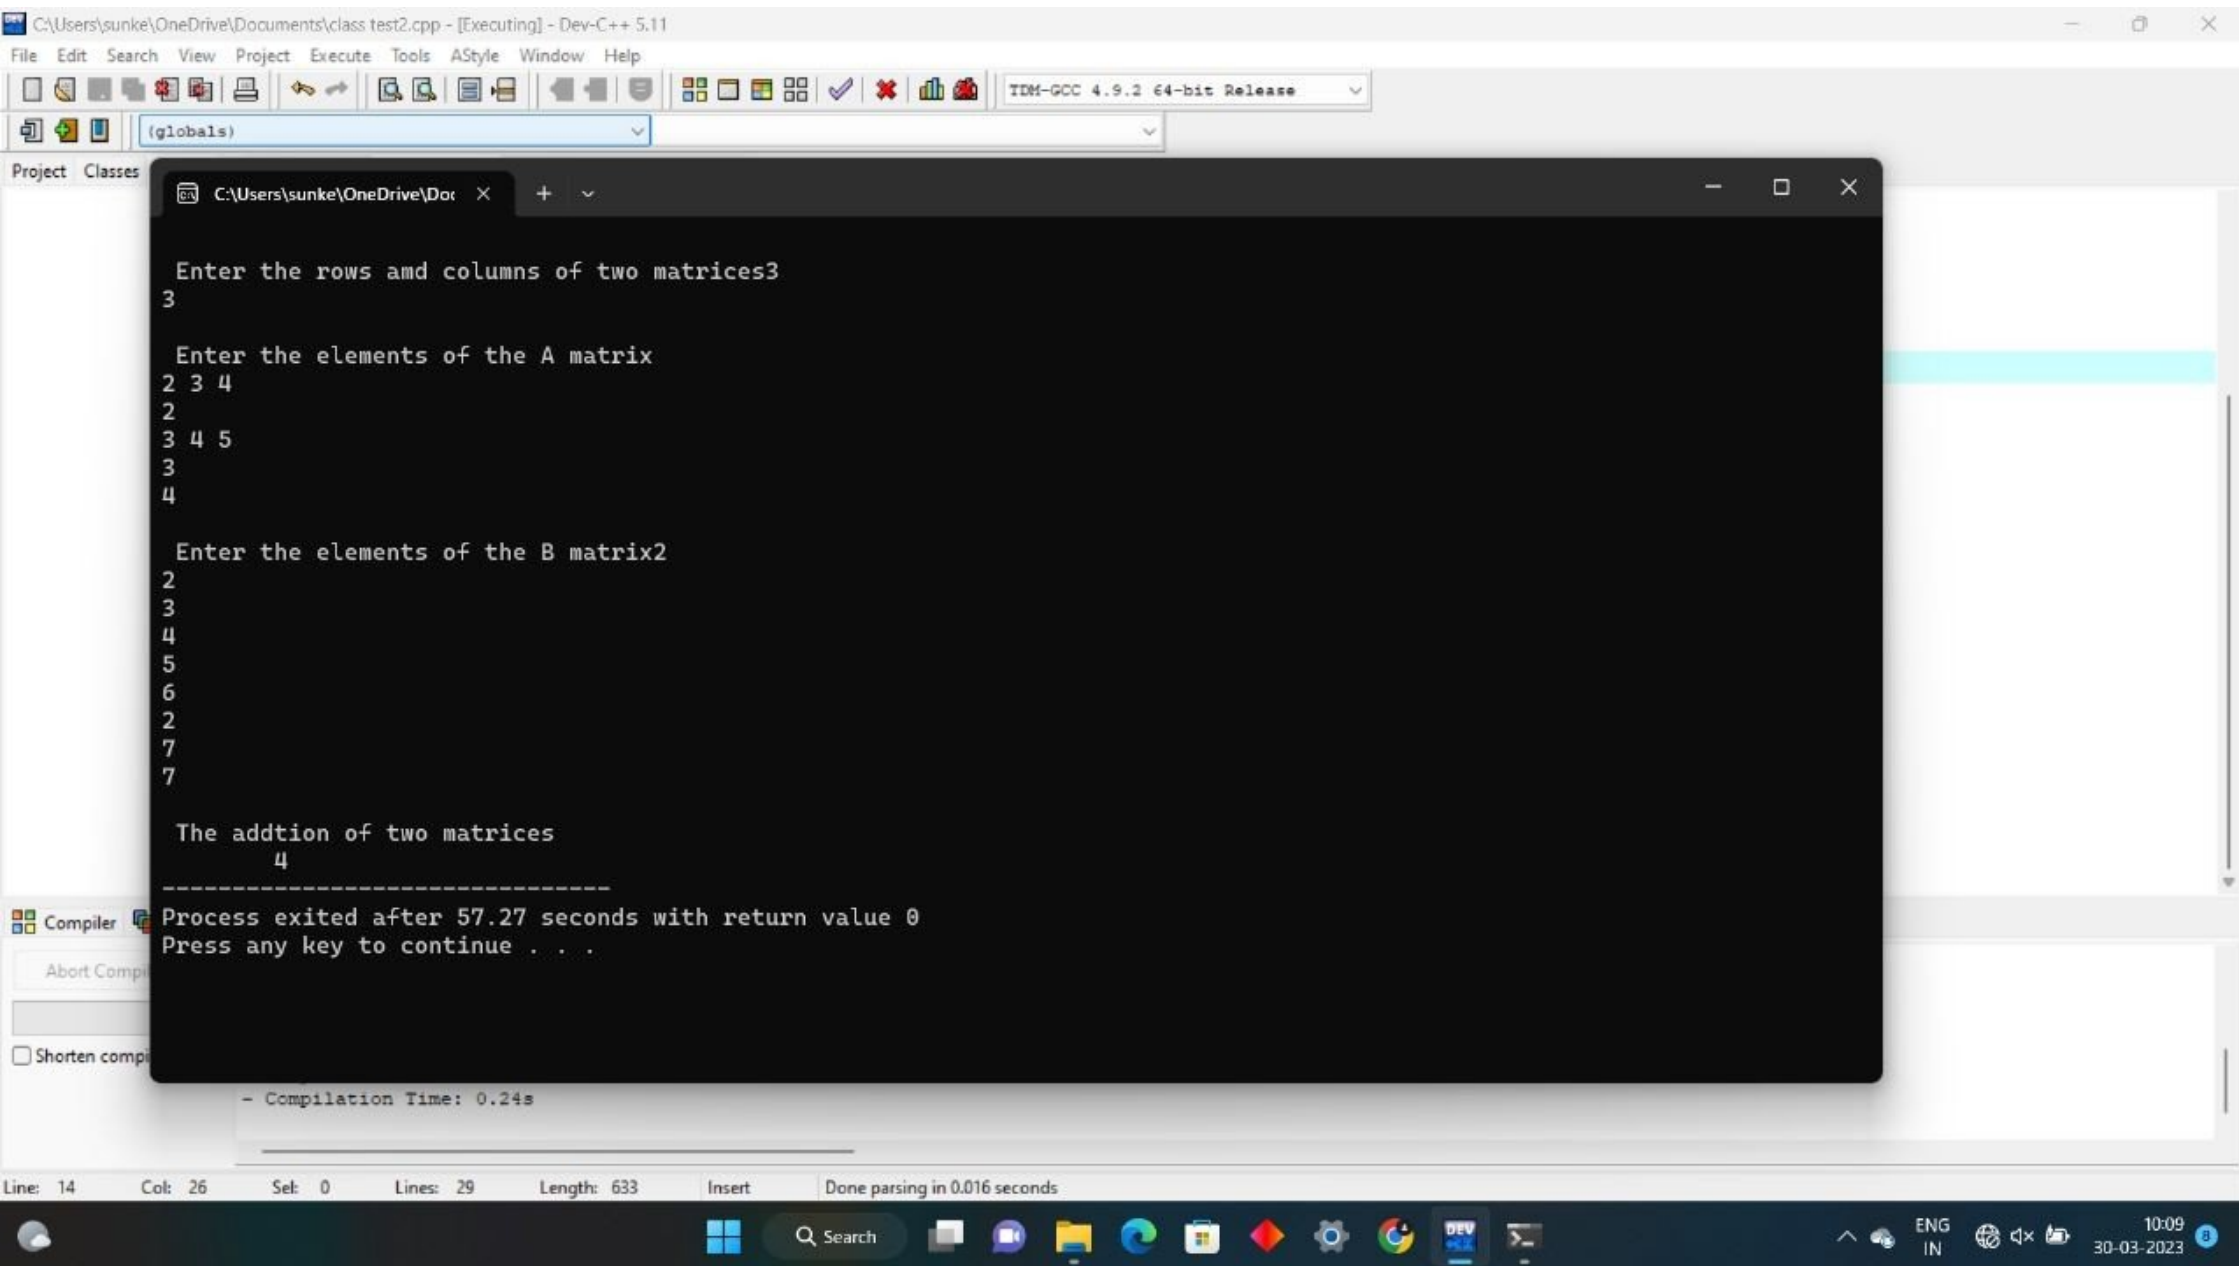 C:\Users\sunke\OneDrive\Documents\class test2.cpp - [Executing] - Dev-C++ 5.11
File Edit Search View Project Execute Tools AStyle Window Help
TDM-GCC 4.9.2 64-bit Release
(globals)
Project Classes
C:\Users\sunke\OneDrive\Doc
Enter the rows amd columns of two matrices3
3
Enter the elements of the A matrix
2 3 4
2
3 4 5
3
4
Enter the elements of the B matrix2
2
3
4
5
6
2
7
7
The addtion of two matrices
4
--------------------------------
Process exited after 57.27 seconds with return value 0
Press any key to continue . . .
Compiler
Abort Compi
Shorten compi
- Compilation Time: 0.24s
Line: 14 Col: 26 Sel: 0 Lines: 29 Length: 633 Insert Done parsing in 0.016 seconds
Search
DEV
ENG
IN
10:09
30-03-2023
8